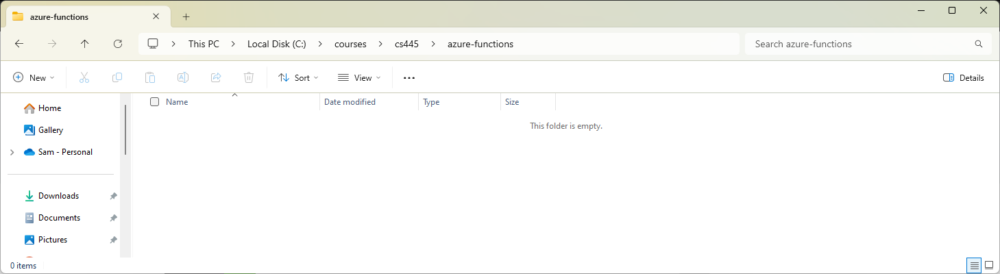 azure-functions
This PC Local Disk (C:) courses cs445 azure-functions
Search azure-functions
New Sort View Details
Home
Gallery
Sam - Personal
Downloads
Documents
Pictures
Name Date modified Type Size
This folder is empty.
0 items